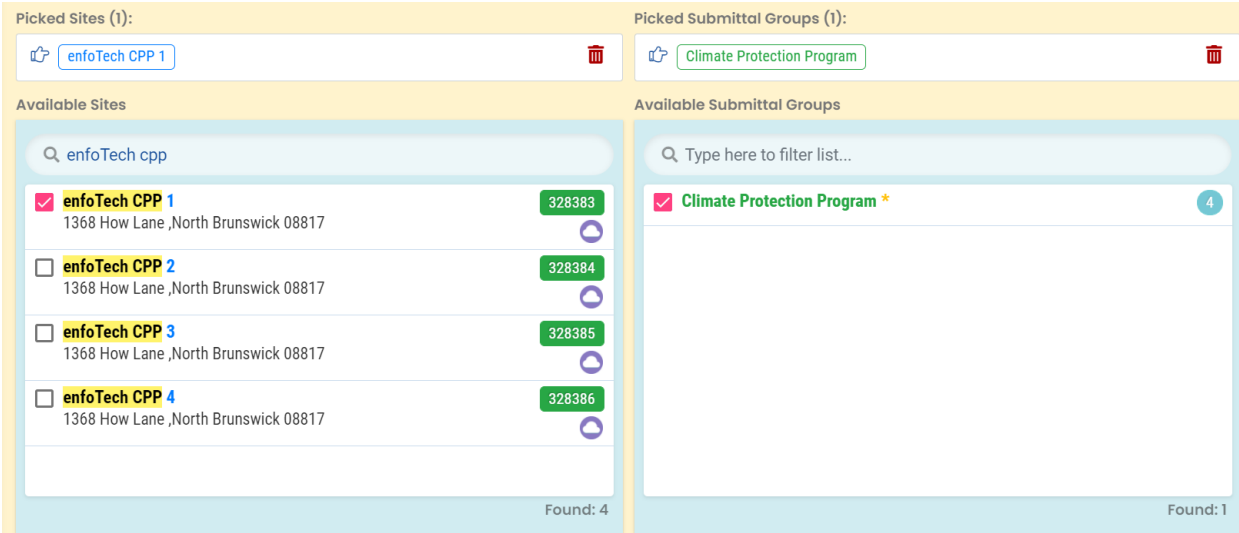 Picked Sites (1):
enfoTech CPP 1
Available Sites
enfoTech cpp
enfoTech CPP 1
328383
1368 How Lane ,North Brunswick 08817
enfoTech CPP 2
328384
1368 How Lane ,North Brunswick 08817
enfoTech CPP 3
328385
1368 How Lane ,North Brunswick 08817
enfoTech CPP 4
328386
1368 How Lane ,North Brunswick 08817
Found: 4
Picked Submittal Groups (1):
Climate Protection Program
Available Submittal Groups
Type here to filter list...
Climate Protection Program *
4
Found: 1